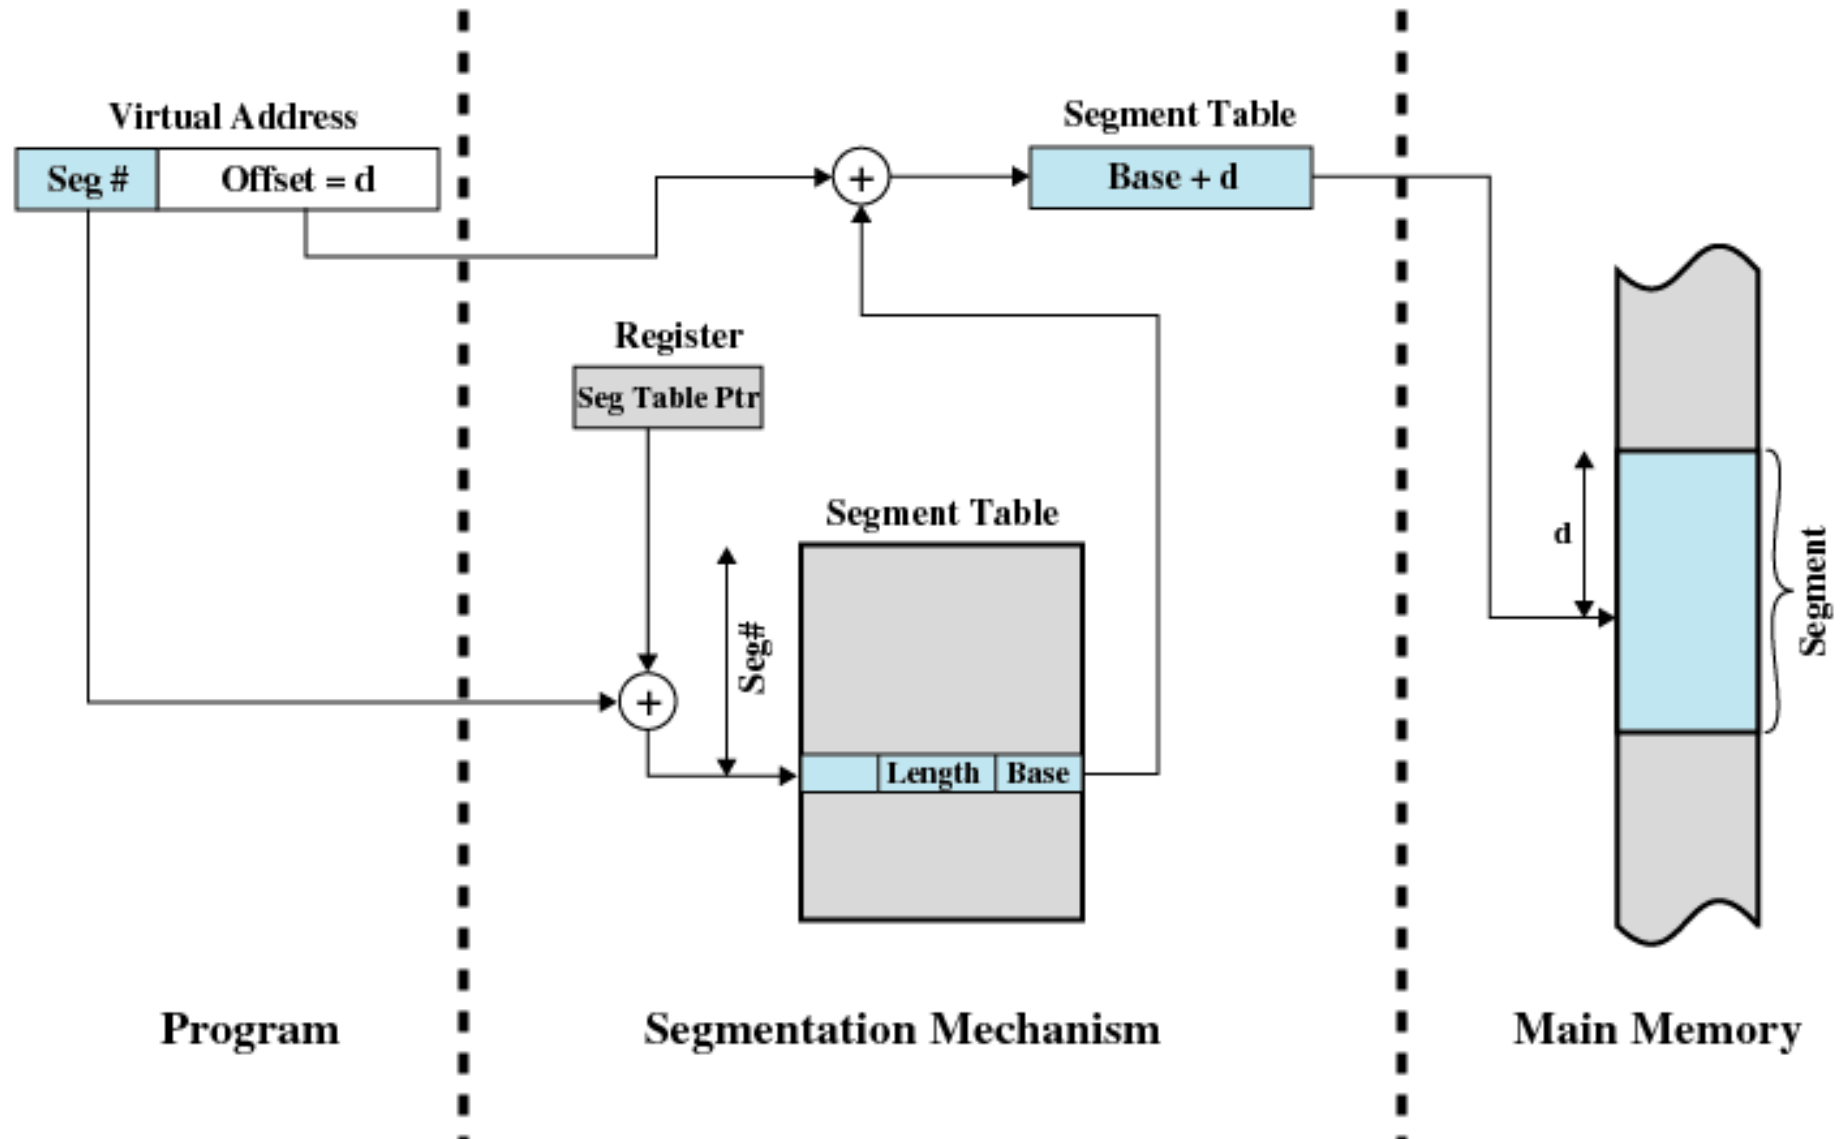 Virtual Address
Seg #
Offset = d
+
Segment Table
Base + d
Register
Seg Table Ptr
Segment Table
Seg#
+
Length
Base
d
Segment
Program
Segmentation Mechanism
Main Memory